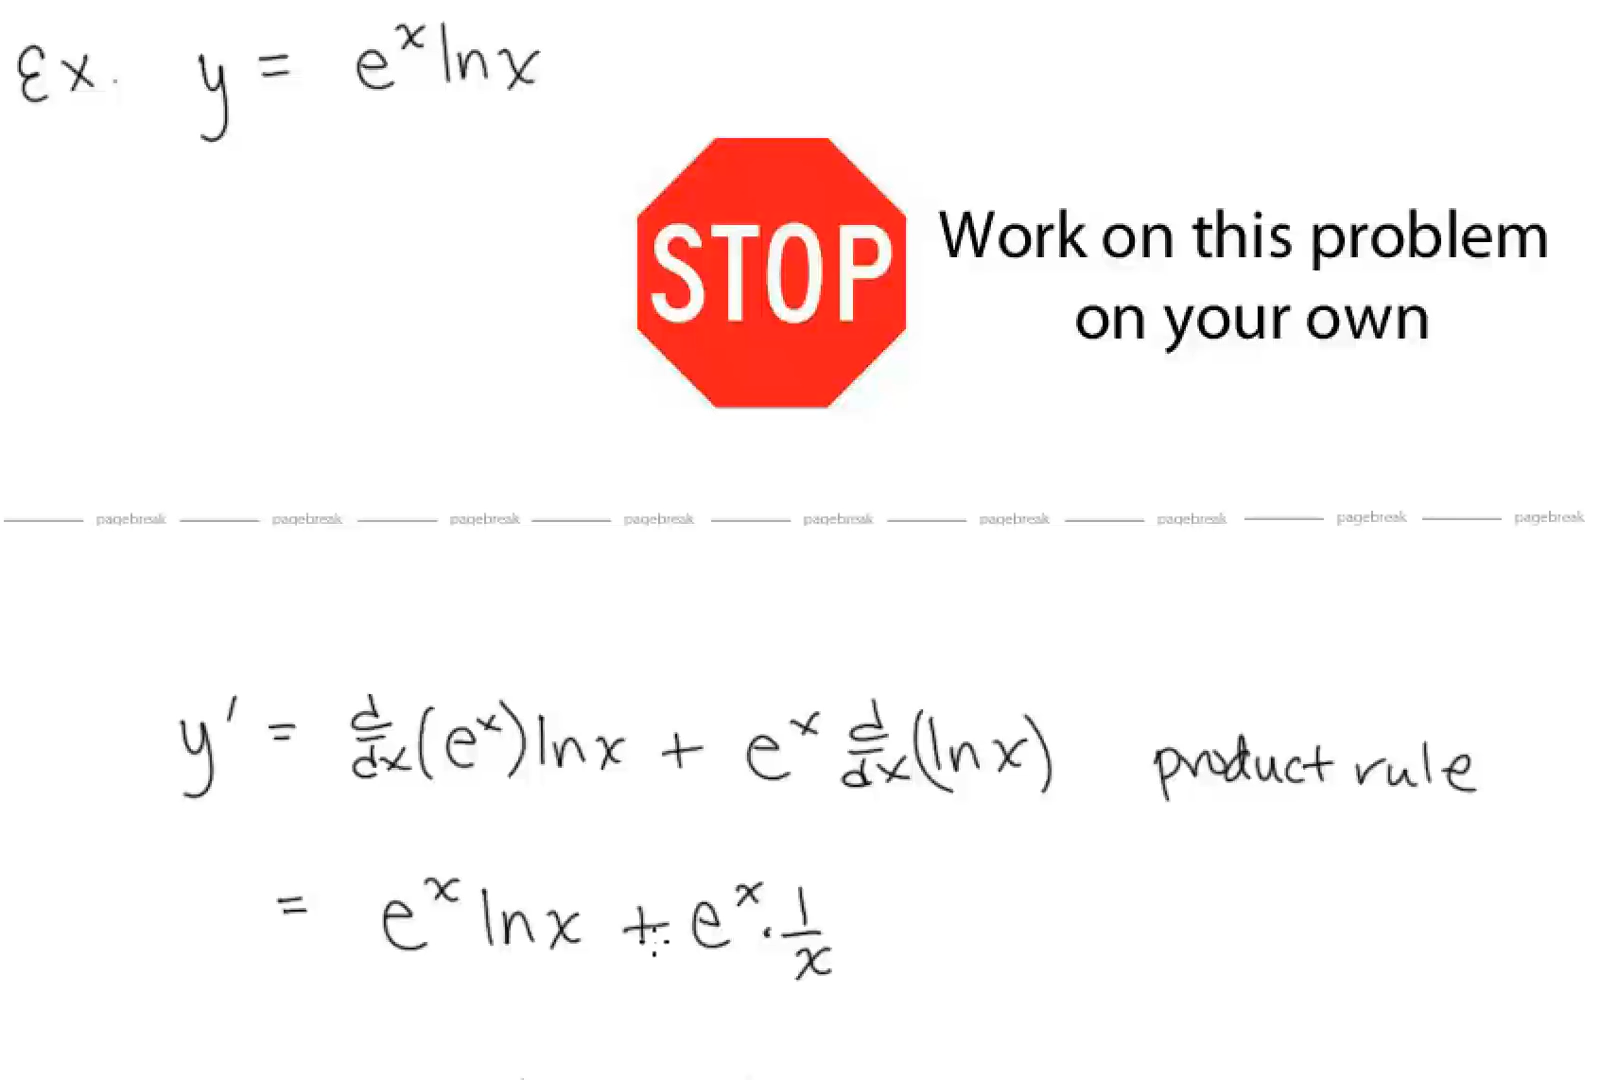 Ex. y = e^x ln x
STOP
Work on this problem
on your own
pagebreak pagebreak pagebreak pagebreak pagebreak pagebreak pagebreak pagebreak pagebreak
y' = d/dx (e^x) ln x + e^x d/dx (ln x) product rule
= e^x ln x + e^x · 1/x